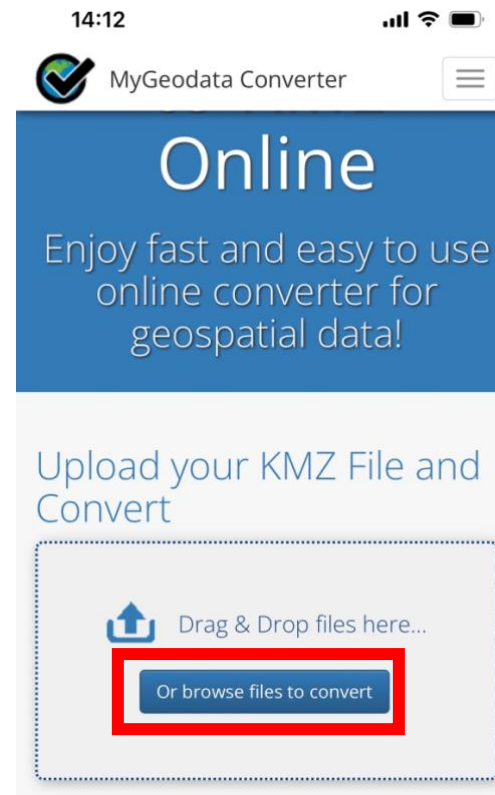 14:12
MyGeodata Converter
Online
Enjoy fast and easy to use
online converter for
geospatial data!
Upload your KMZ File and
Convert
Drag & Drop files here...
Or browse files to convert